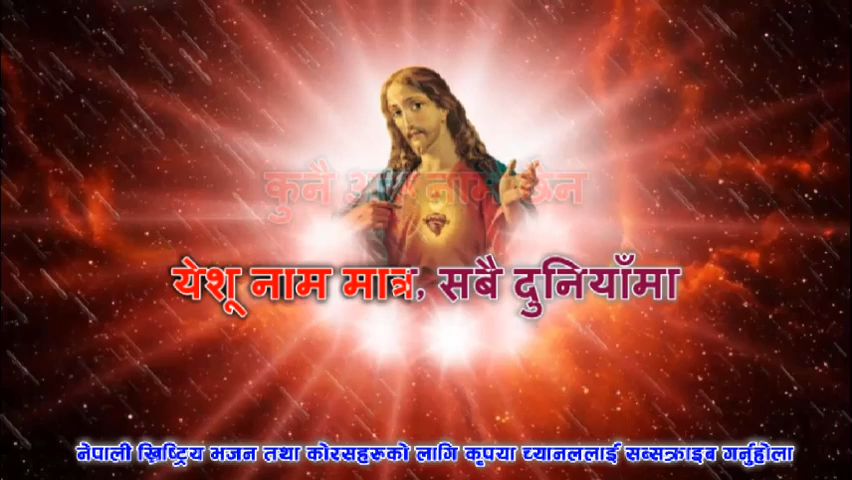 कुनै नाम छैन
येशू नाम मात्र, सबै दुनियाँमा
नेपाली ख्रिष्ट्रिय भजन तथा कोरसहरूको लागि कृपया च्यानललाई सब्सक्राइब गर्नुहोला